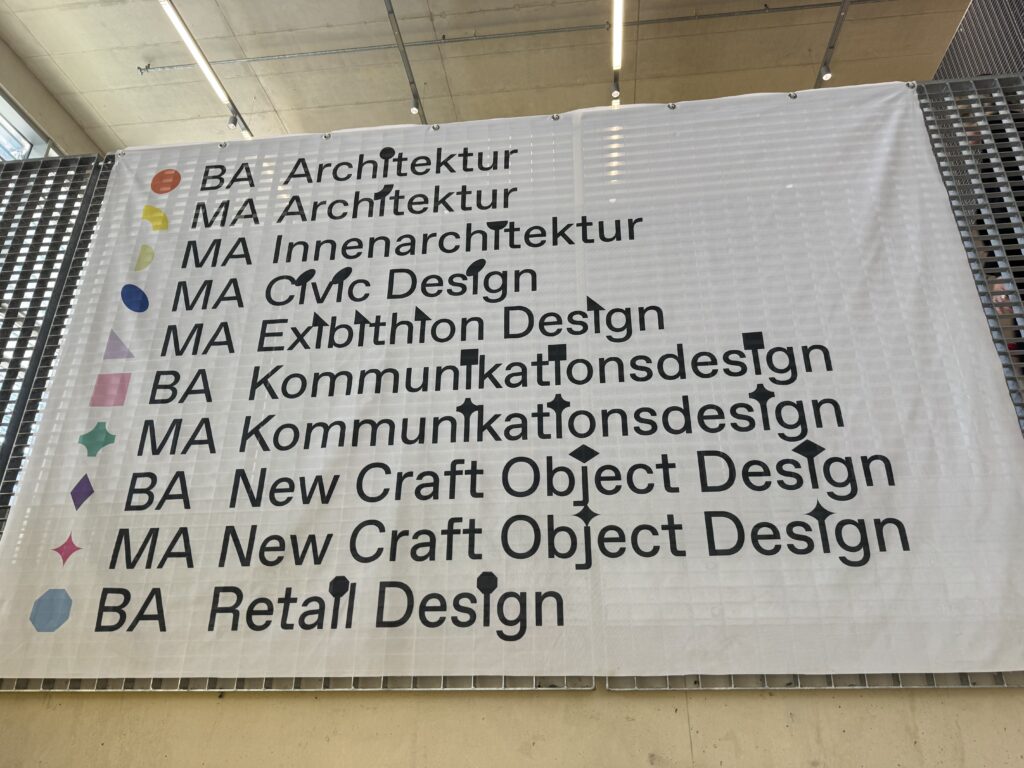 BA Architektur
MA Architektur
MA Innenarchitektur
MA Civic Design
MA Exibithion Design
BA Kommunikationsdesign
MA Kommunikationsdesign
BA New Craft Object Design
MA New Craft Object Design
BA Retail Design